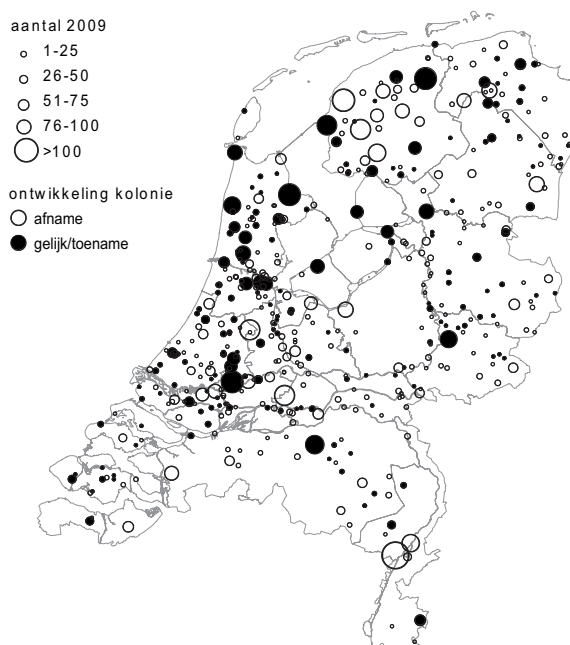 aantal 2009
1-25
26-50
51-75
76-100
>100
ontwikkeling kolonie
afname
gelijk/toename